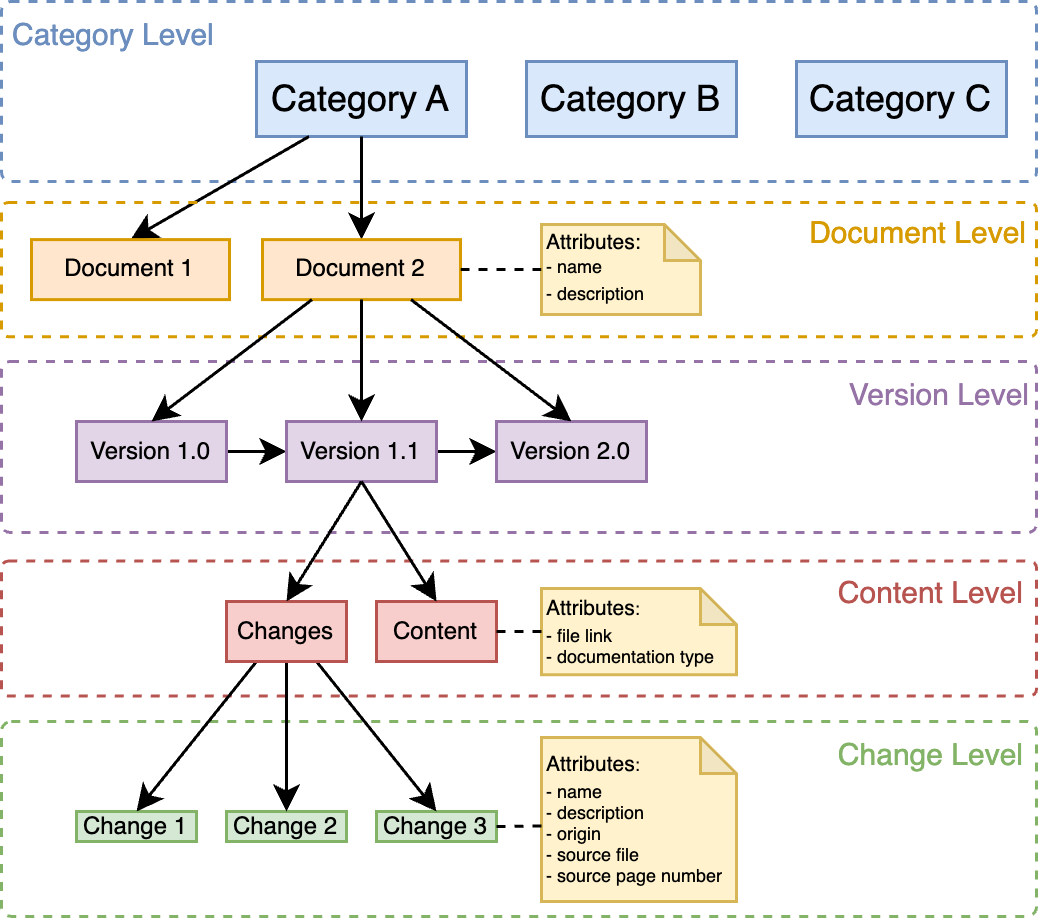 Category Level
Category A
Category B
Category C
Document Level
Document 1
Document 2
Attributes:
- name
- description
Version Level
Version 1.0
Version 1.1
Version 2.0
Content Level
Changes
Content
Attributes:
- file link
- documentation type
Change Level
Change 1
Change 2
Change 3
Attributes:
- name
- description
- origin
- source file
- source page number